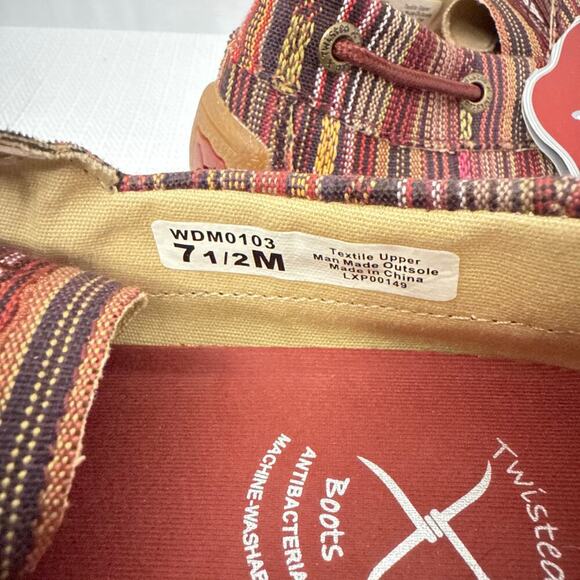 WDM0103
7 1/2M
Textile Upper
Man Made Outsole
Made in China
LXP00149
Twisted
Boots
ANTIBACTERIA
MACHINE-WASHAB